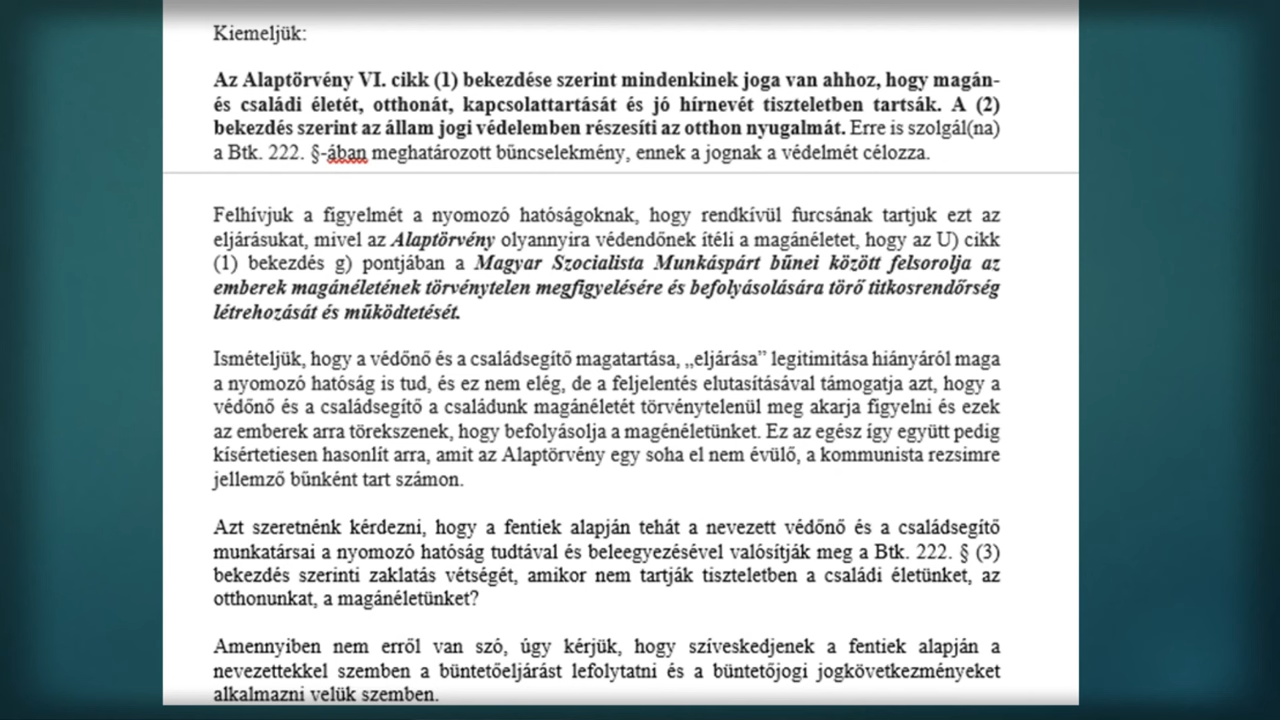 Kiemeljük:
Az Alaptörvény VI. cikk (1) bekezdése szerint mindenkinek joga van ahhoz, hogy magán-
és családi életét, otthonát, kapcsolattartását és jó hírnevét tiszteletben tartsák. A (2)
bekezdés szerint az állam jogi védelemben részesíti az otthon nyugalmát. Erre is szolgál(na)
a Btk. 222. §-ában meghatározott bűncselekmény, ennek a jognak a védelmét célozza.
Felhívjuk a figyelmét a nyomozó hatóságoknak, hogy rendkívül furcsának tartjuk ezt az
eljárásukat, mivel az Alaptörvény olyannyira védendőnek ítéli a magánéletet, hogy az U) cikk
(1) bekezdés g) pontjában a Magyar Szocialista Munkáspárt bűnei között felsorolja az
emberek magánéletének törvénytelen megfigyelésére és befolyásolására törő titkosrendőrség
létrehozását és működtetését.
Ismételjük, hogy a védőnő és a családsegítő magatartása, „eljárása” legitimitása hiányáról maga
a nyomozó hatóság is tud, és ez nem elég, de a feljelentés elutasításával támogatja azt, hogy a
védőnő és a családsegítő a családunk magánéletét törvénytelenül meg akarja figyelni és ezek
az emberek arra törekszenek, hogy befolyásolja a magénéletünket. Ez az egész így együtt pedig
kísértetiesen hasonlít arra, amit az Alaptörvény egy soha el nem évülő, a kommunista rezsimre
jellemző bűnként tart számon.
Azt szeretnénk kérdezni, hogy a fentiek alapján tehát a nevezett védőnő és a családsegítő
munkatársai a nyomozó hatóság tudtával és beleegyezésével valósítják meg a Btk. 222. § (3)
bekezdés szerinti zaklatás vétségét, amikor nem tartják tiszteletben a családi életünket, az
otthonunkat, a magánéletünket?
Amennyiben nem erről van szó, úgy kérjük, hogy szíveskedjenek a fentiek alapján a
nevezettekkel szemben a büntetőeljárást lefolytatni és a büntetőjogi jogkövetkezményeket
alkalmazni velük szemben.